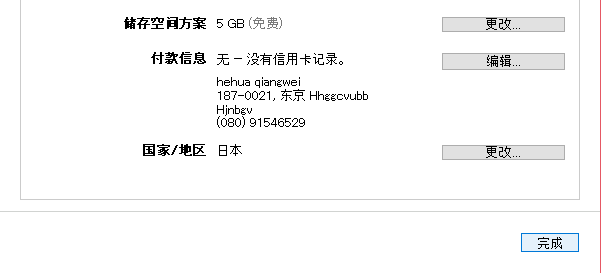 储存空间方案 5 GB (免费) 更改...
付款信息 无 – 没有信用卡记录。 编辑...
hehua qiangwei
187-0021, 东京 Hhggcvubb
Hjnbgv
(080) 91546529
国家/地区 日本 更改...
完成